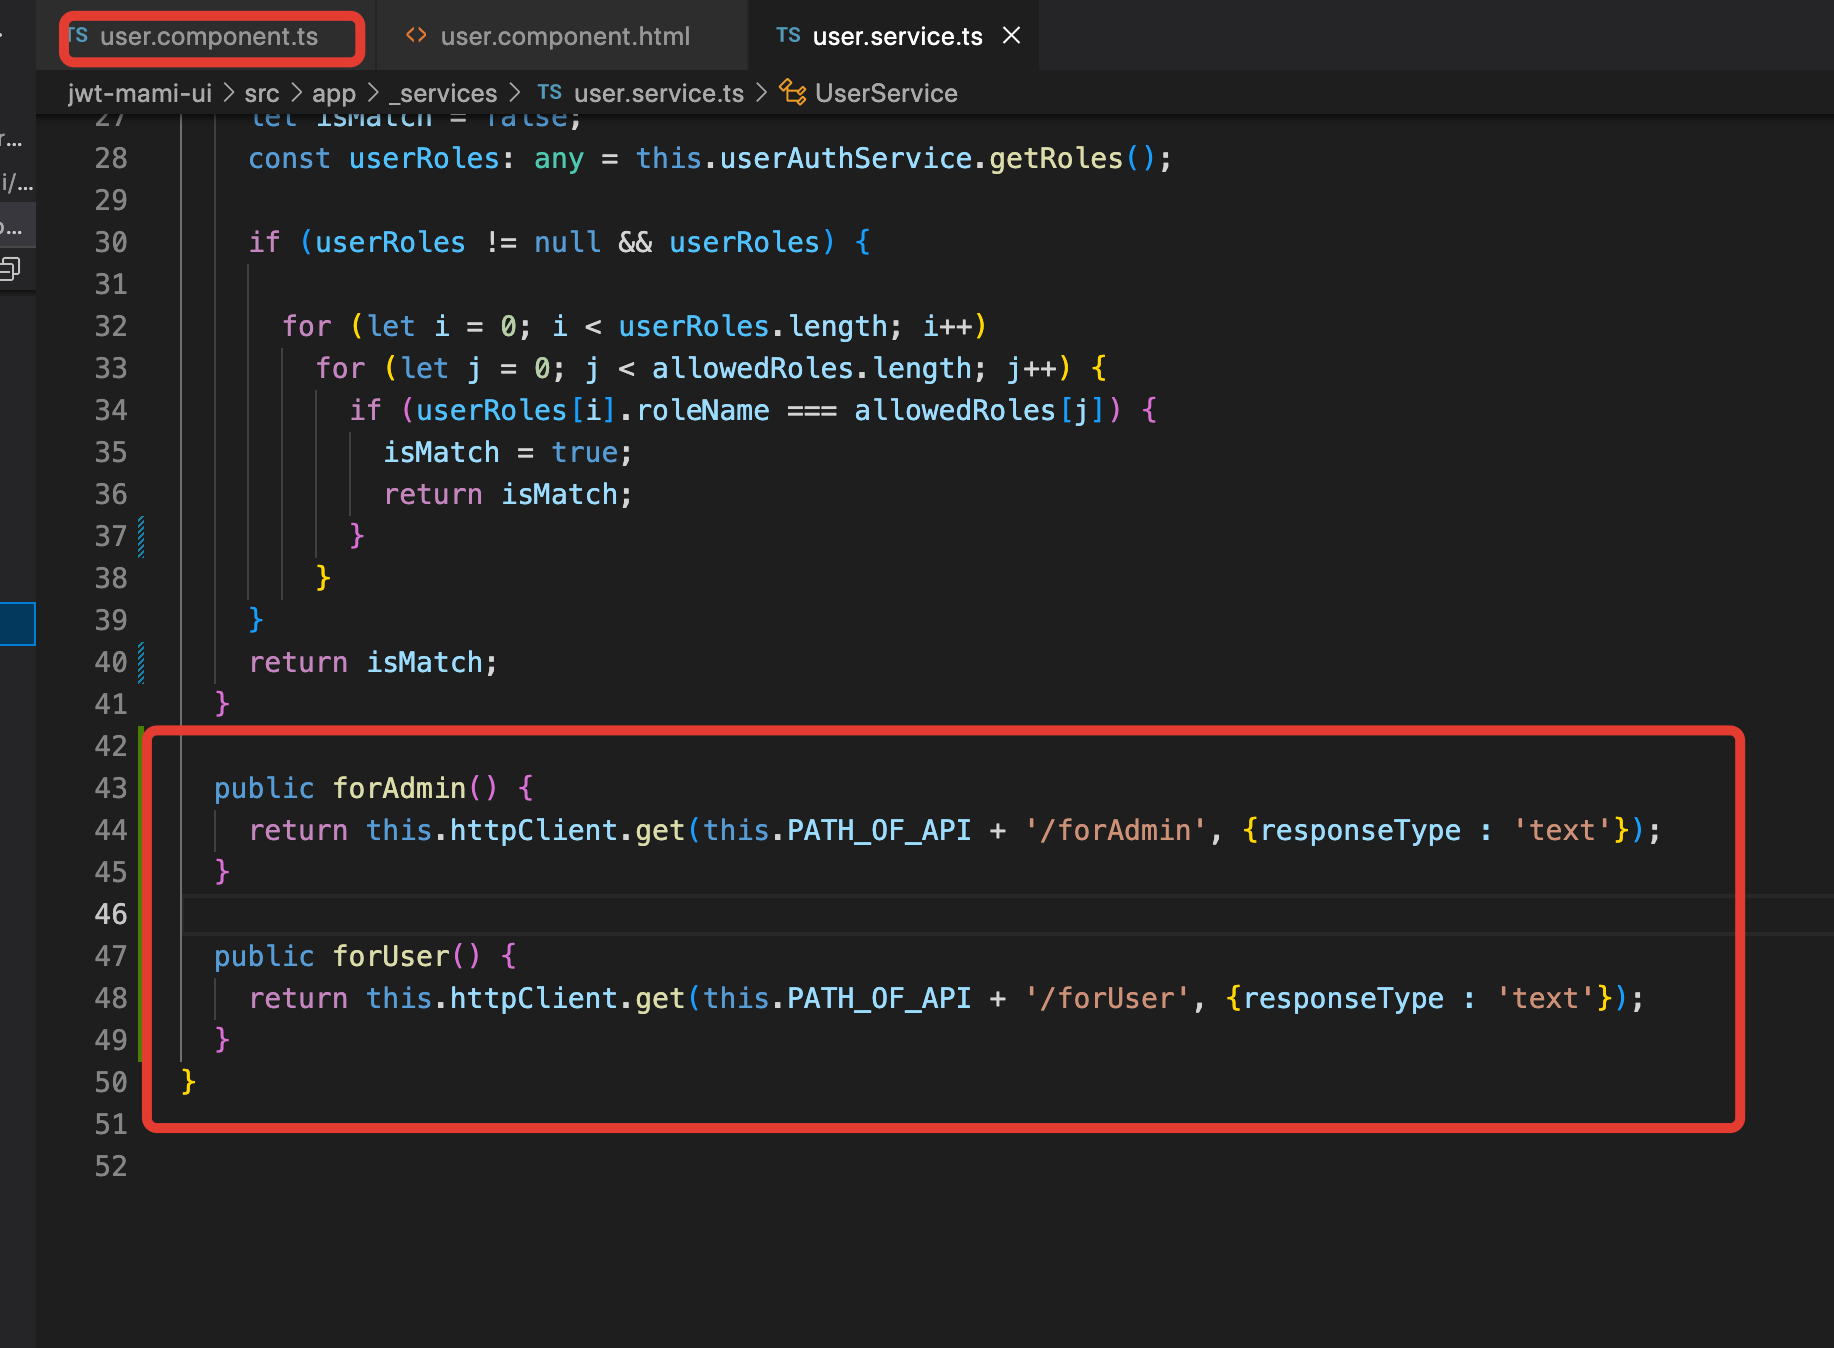 TS user.component.ts <> user.component.html TS user.service.ts ×
jwt-mami-ui > src > app > _services > TS user.service.ts > UserService
27 let isMatch = false;
r... 28 const userRoles: any = this.userAuthService.getRoles();
i/... 29
30 if (userRoles != null && userRoles) {
31
32 for (let i = 0; i < userRoles.length; i++)
33 for (let j = 0; j < allowedRoles.length; j++) {
34 if (userRoles[i].roleName === allowedRoles[j]) {
35 isMatch = true;
36 return isMatch;
37 }
38 }
39 }
40 return isMatch;
41 }
42
43 public forAdmin() {
44 return this.httpClient.get(this.PATH_OF_API + '/forAdmin', {responseType : 'text'});
45 }
46
47 public forUser() {
48 return this.httpClient.get(this.PATH_OF_API + '/forUser', {responseType : 'text'});
49 }
50 }
51
52